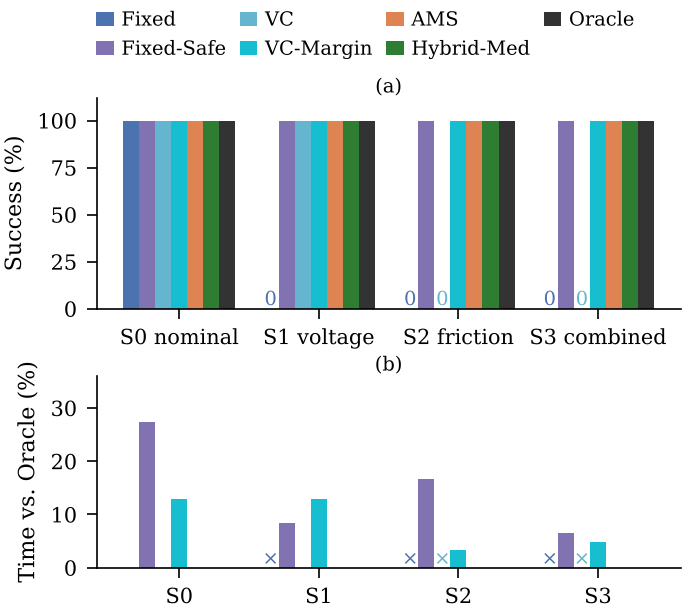 Fixed VC AMS Oracle
Fixed-Safe VC-Margin Hybrid-Med
(a)
Success (%)
100
75
50
25
0
0 0 0 0 0
S0 nominal S1 voltage S2 friction S3 combined
(b)
Time vs. Oracle (%)
30
20
10
0
× × × × ×
S0 S1 S2 S3